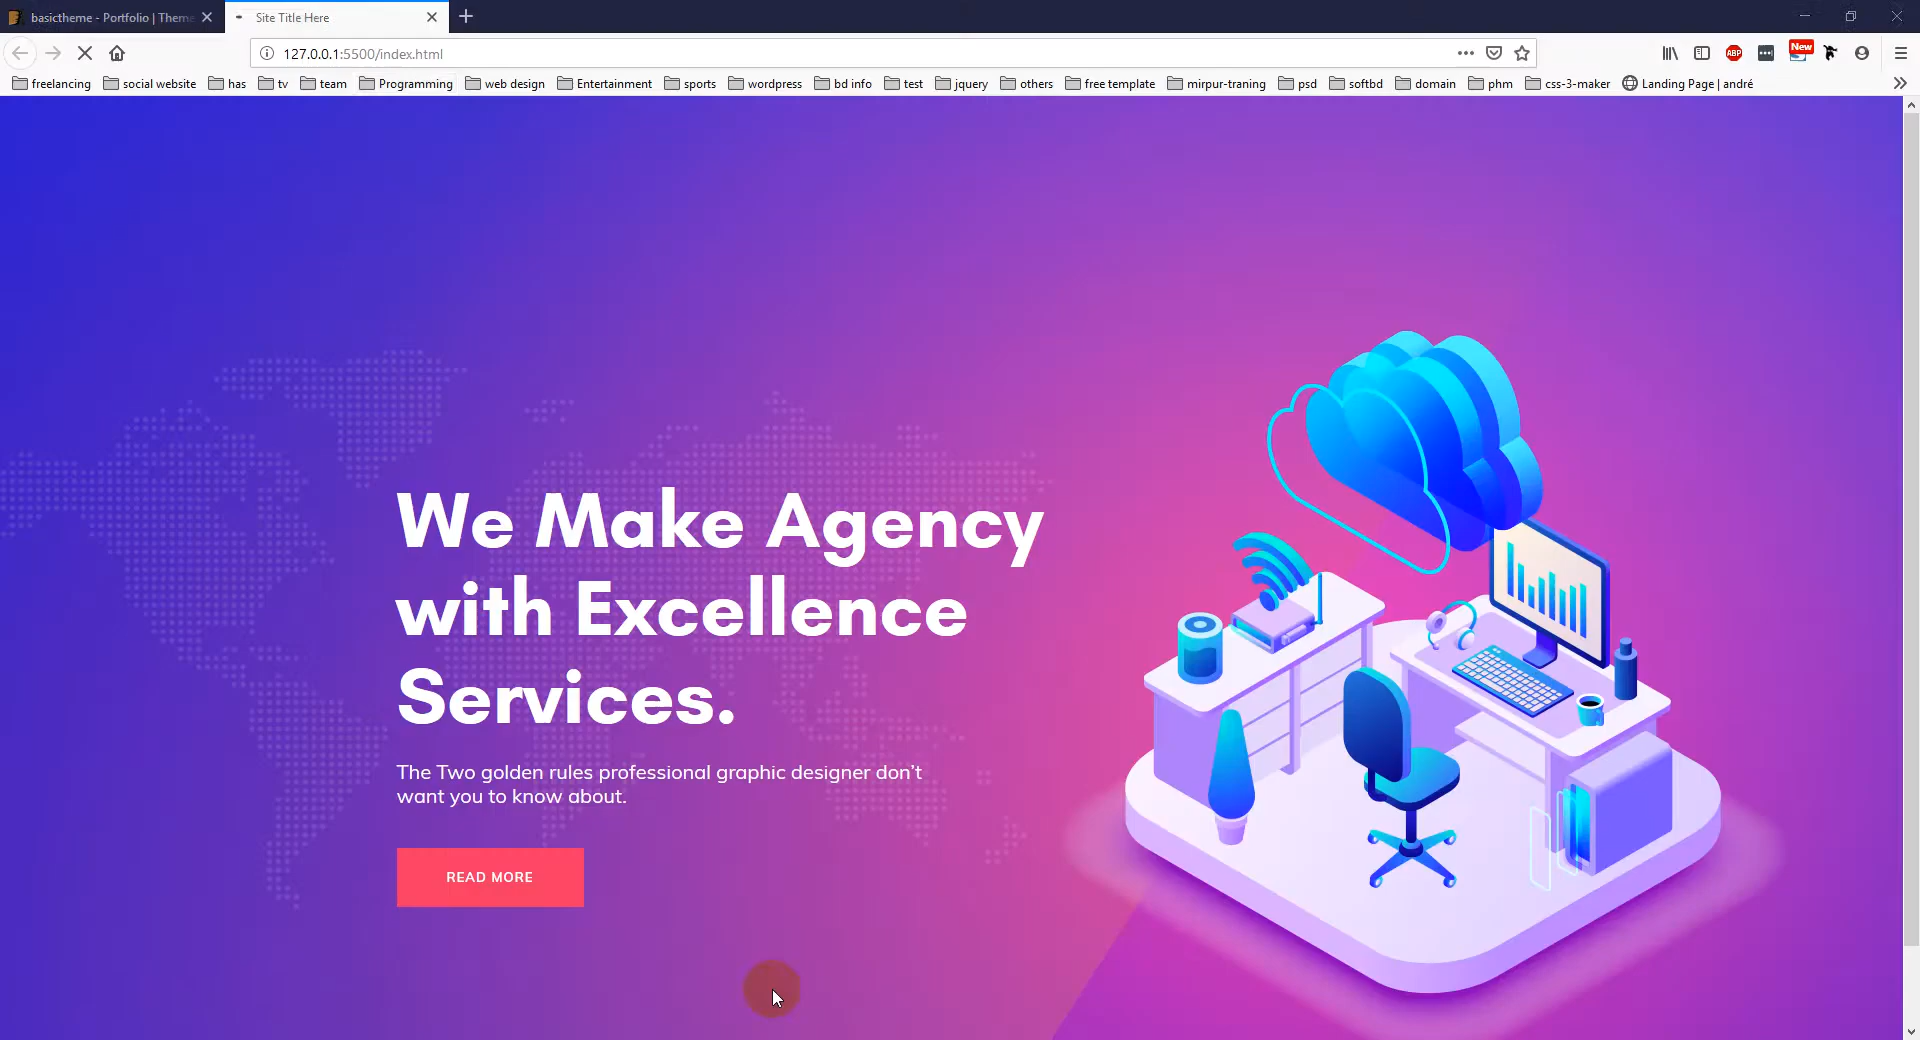 basictheme - Portfolio | Them
Site Title Here
127.0.0.1:5500/index.html
ABP
New
freelancing
social website
has
tv
team
Programming
web design
Entertainment
sports
wordpress
bd info
test
jquery
others
free template
mirpur-traning
psd
softbd
domain
phm
css-3-maker
Landing Page | andré
We Make Agency
with Excellence
Services.
The Two golden rules professional graphic designer don’t
want you to know about.
READ MORE